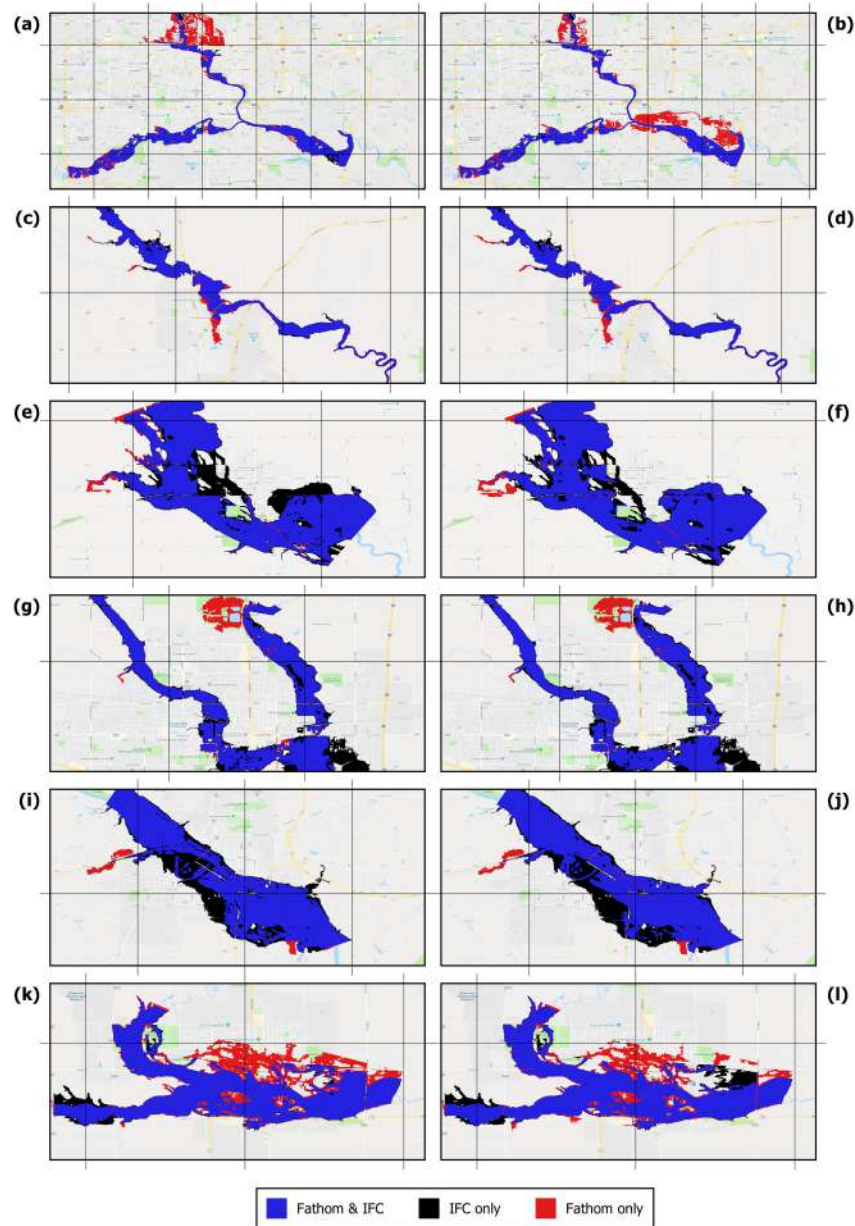 (a) (b)
(c) (d)
(e) (f)
(g) (h)
(i) (j)
(k) (l)
Fathom & IFC IFC only Fathom only